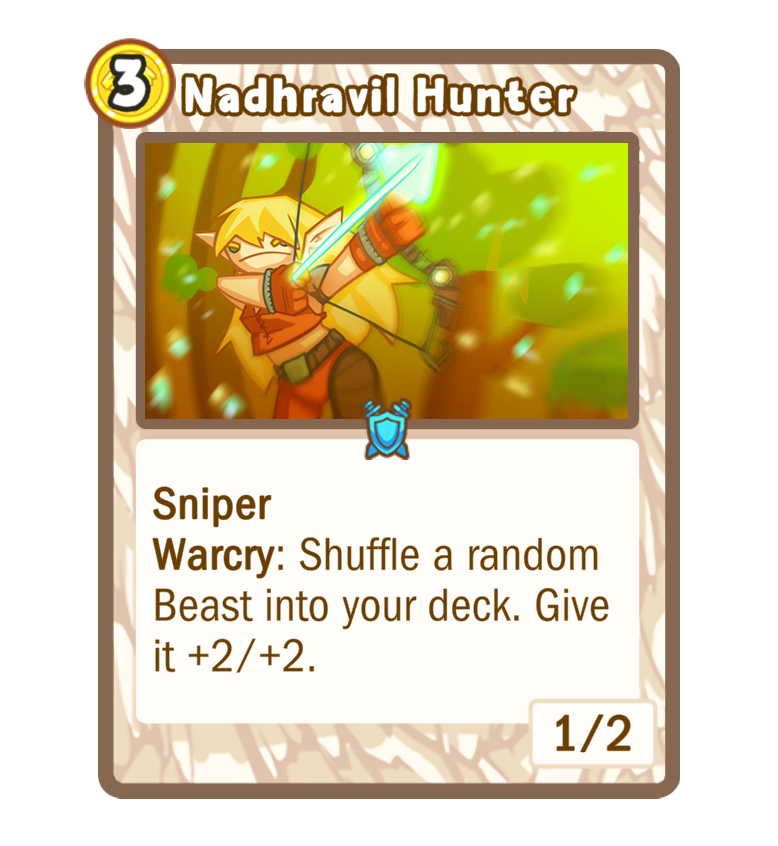 3
Nadhravil Hunter
Sniper
Warcry: Shuffle a random
Beast into your deck. Give
it +2/+2.
1/2